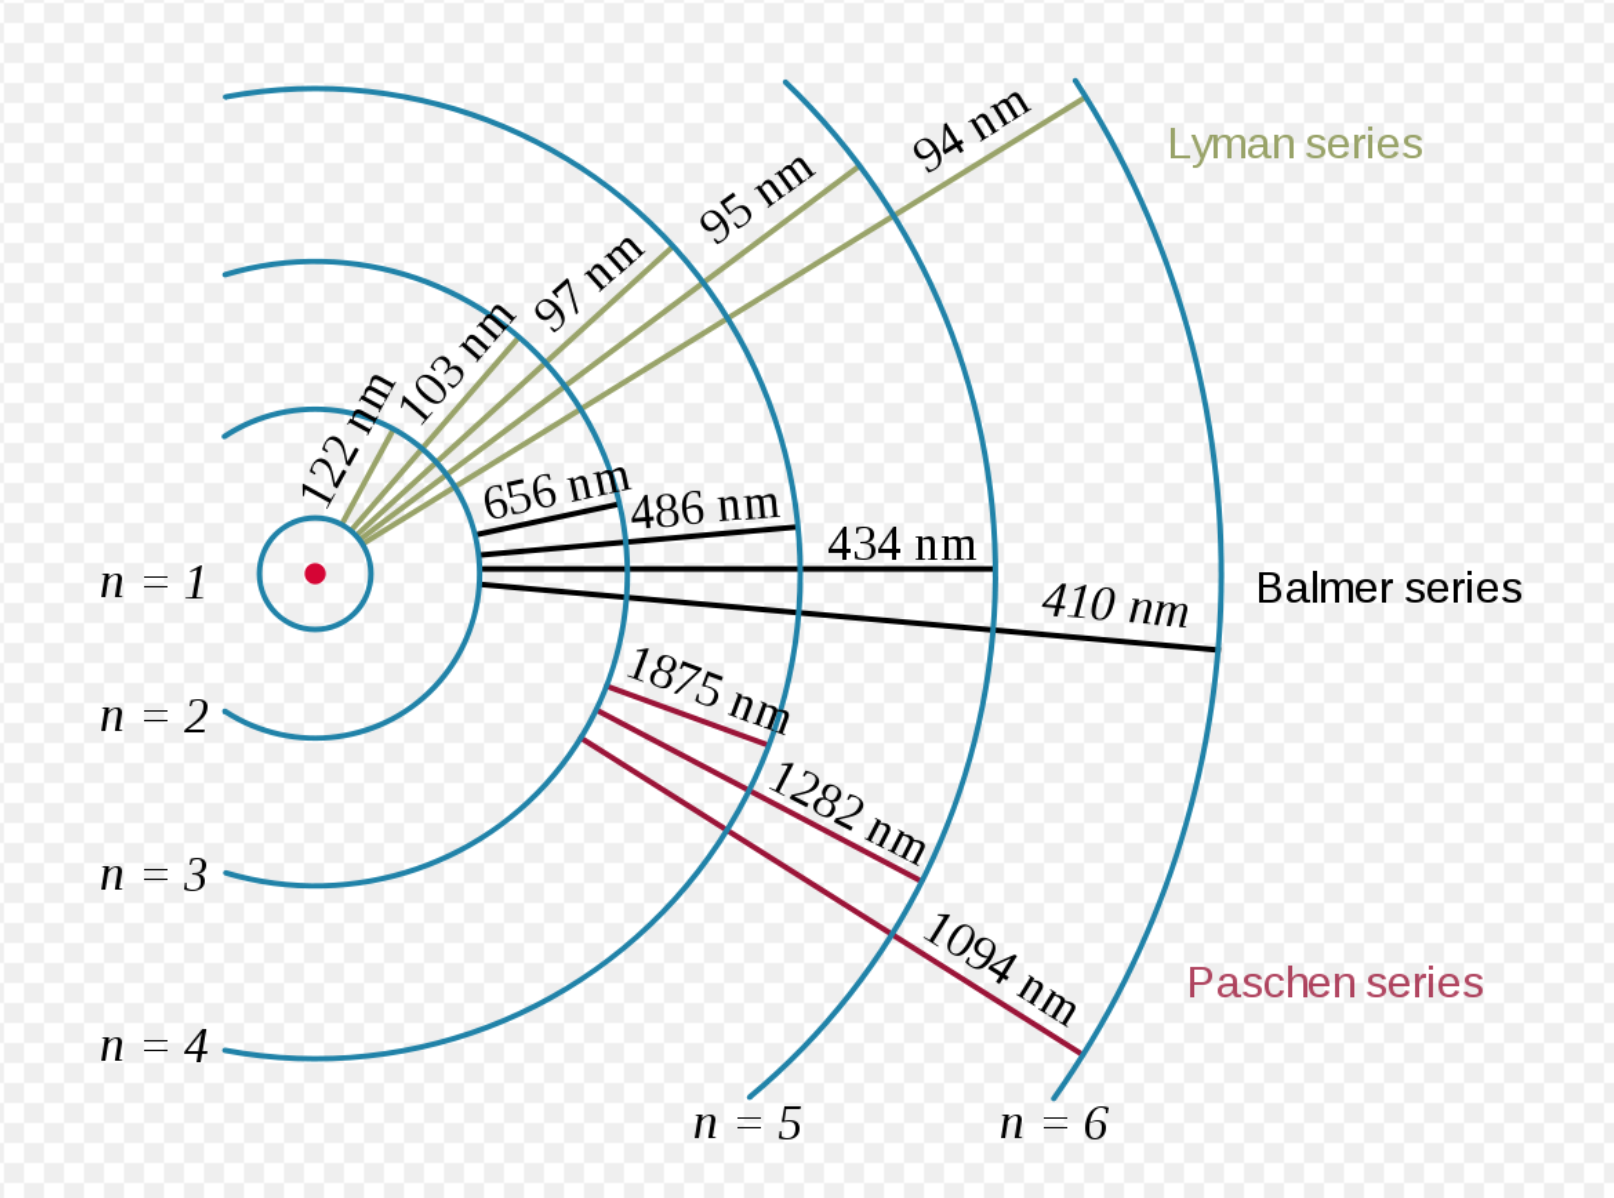 94 nm
Lyman series
95 nm
97 nm
103 nm
122 nm
656 nm
486 nm
434 nm
n = 1
410 nm
Balmer series
1875 nm
n = 2
1282 nm
n = 3
1094 nm
Paschen series
n = 4
n = 5
n = 6